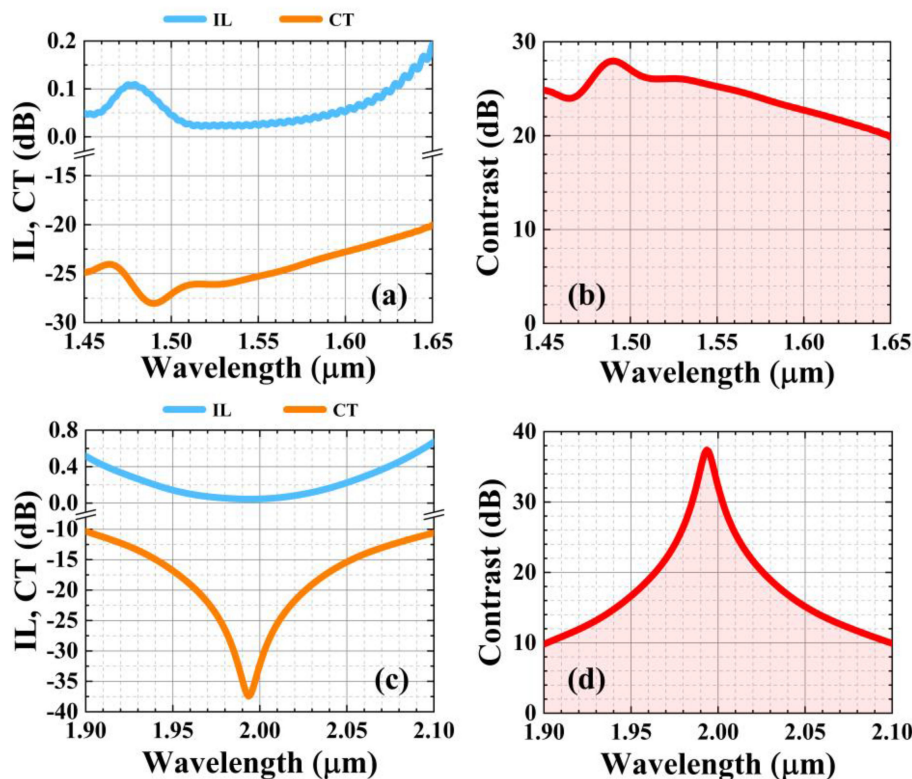 IL CT
0.2
0.1
0.0
-15
-20
-25
-30
IL, CT (dB)
(a)
1.45 1.50 1.55 1.60 1.65
Wavelength (μm)
30
20
10
0
Contrast (dB)
(b)
1.45 1.50 1.55 1.60 1.65
Wavelength (μm)
IL CT
0.8
0.4
0.0
-10
-15
-20
-25
-30
-35
-40
IL, CT (dB)
(c)
1.90 1.95 2.00 2.05 2.10
Wavelength (μm)
40
30
20
10
0
Contrast (dB)
(d)
1.90 1.95 2.00 2.05 2.10
Wavelength (μm)